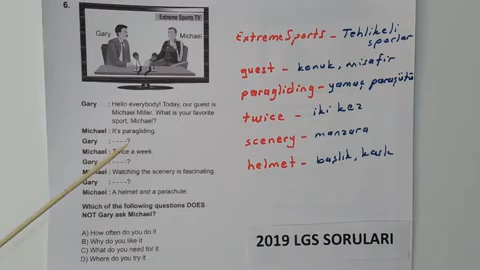 6.
Extreme Sports TV
Gary
Michael
Gary : Hello everybody! Today, our guest is
Michael Miller. What is your favorite
sport, Michael?
Michael : It's paragliding.
Gary : ----?
Michael : Twice a week.
Gary : ----?
Michael : Watching the scenery is fascinating.
Gary : ----?
Michael : A helmet and a parachute.
Which of the following questions DOES
NOT Gary ask Michael?
A) How often do you do it
B) Why do you like it
C) What do you need for it
D) Where do you try it
Extreme Sports - Tehlikeli
sporlar
guest - konuk, misafir
paragliding - yamaç paraşütü
twice - iki kez
scenery - manzara
helmet - başlık, kask
2019 LGS SORULARI